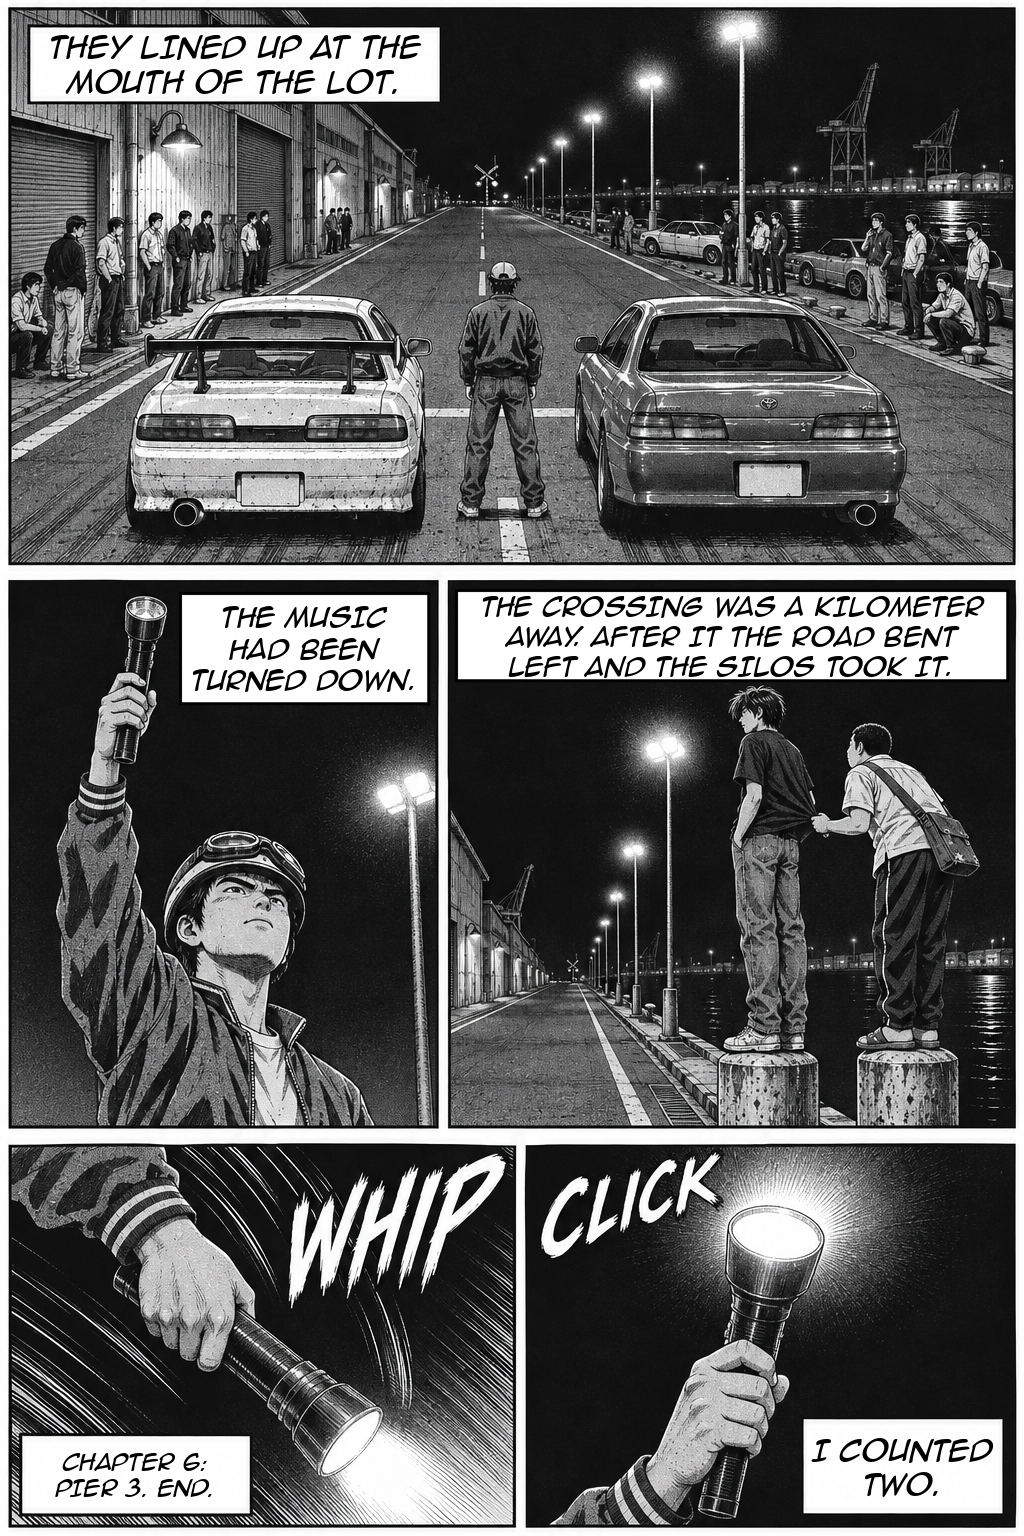 THEY LINED UP AT THE
MOUTH OF THE LOT.
THE MUSIC
HAD BEEN
TURNED DOWN.
THE CROSSING WAS A KILOMETER
AWAY. AFTER IT THE ROAD BENT
LEFT AND THE SILOS TOOK IT.
WHIP
CHAPTER 6:
PIER 3. END.
CLICK
I COUNTED
TWO.